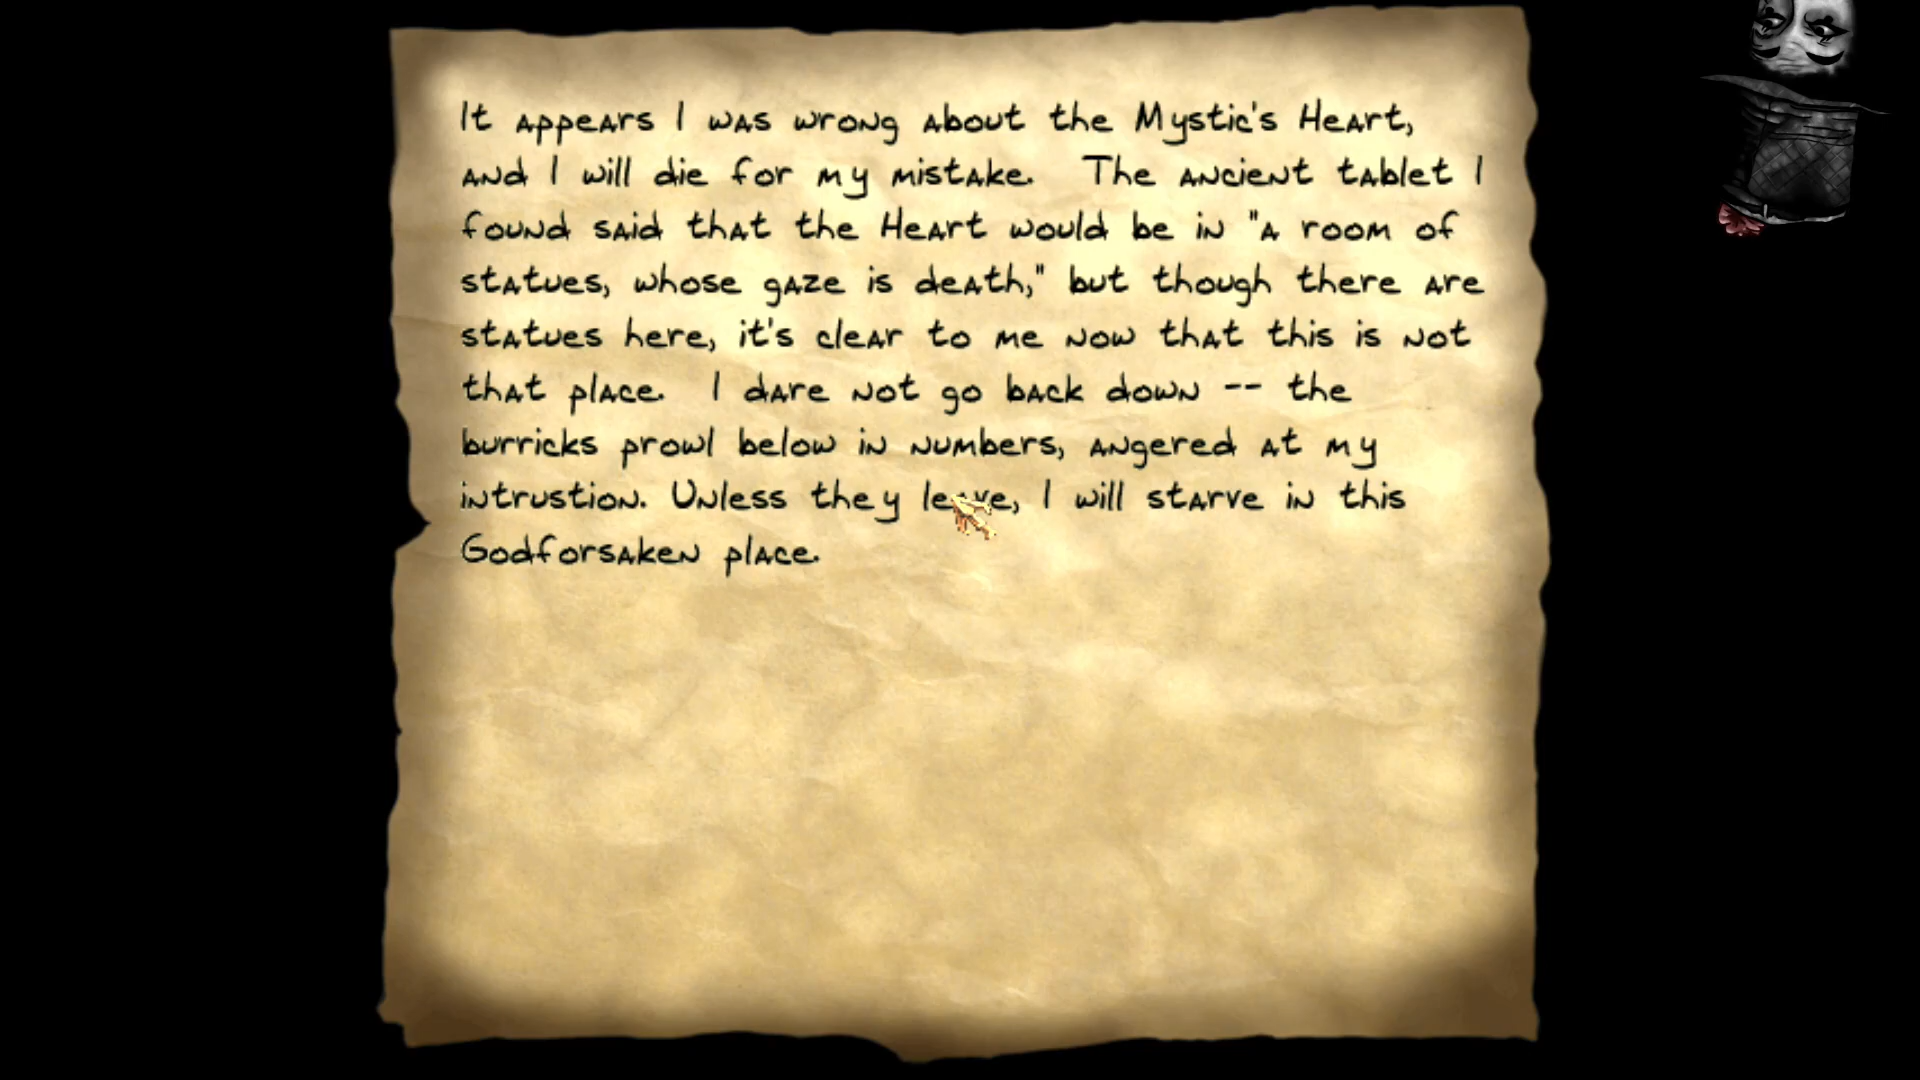 It appears I was wrong about the Mystic's Heart,
and I will die for my mistake.  The ancient tablet I
found said that the Heart would be in "a room of
statues, whose gaze is death," but though there are
statues here, it's clear to me now that this is not
that place.  I dare not go back down -- the
burricks prowl below in numbers, angered at my
intrustion. Unless they leave, I will starve in this
Godforsaken place.